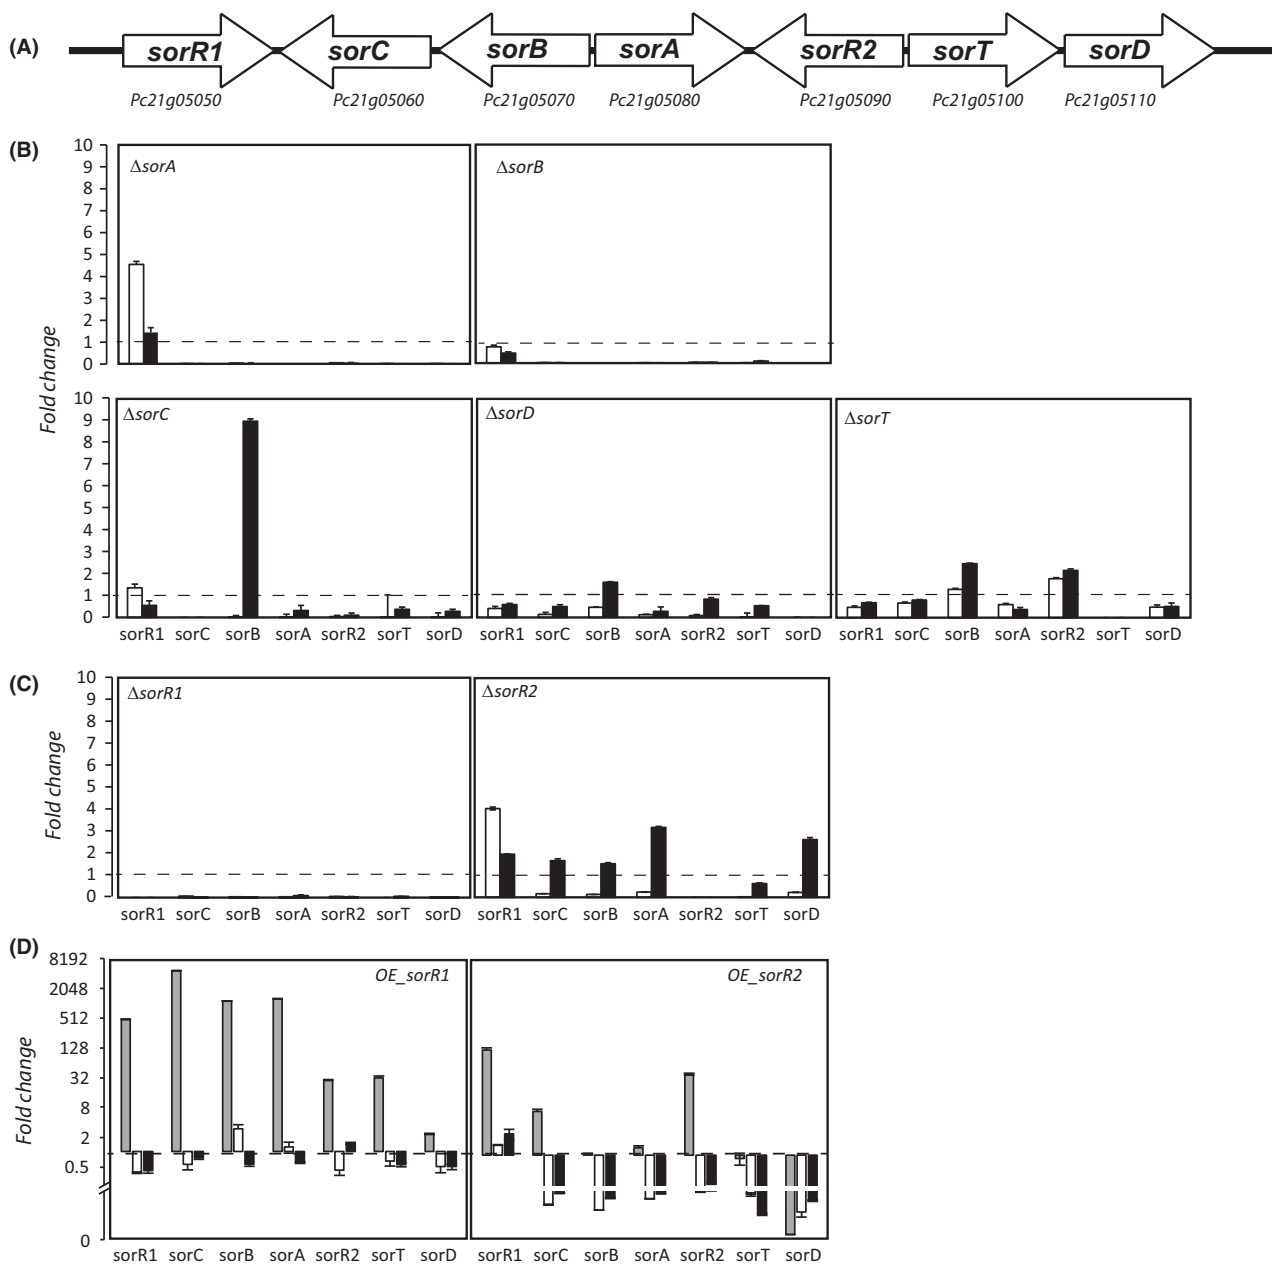 (A)
sorR1 sorC sorB sorA sorR2 sorT sorD
Pc21g05050 Pc21g05060 Pc21g05070 Pc21g05080 Pc21g05090 Pc21g05100 Pc21g05110
(B)
Fold change
10
9
8
7
6
5
4
3
2
1
0
ΔsorA
ΔsorB
10
9
8
7
6
5
4
3
2
1
0
ΔsorC
ΔsorD
ΔsorT
sorR1 sorC sorB sorA sorR2 sorT sorD
sorR1 sorC sorB sorA sorR2 sorT sorD
sorR1 sorC sorB sorA sorR2 sorT sorD
(C)
Fold change
10
9
8
7
6
5
4
3
2
1
0
ΔsorR1
ΔsorR2
sorR1 sorC sorB sorA sorR2 sorT sorD
sorR1 sorC sorB sorA sorR2 sorT sorD
(D)
Fold change
8192
2048
512
128
32
8
2
0.5
0
OE_sorR1
OE_sorR2
sorR1 sorC sorB sorA sorR2 sorT sorD
sorR1 sorC sorB sorA sorR2 sorT sorD